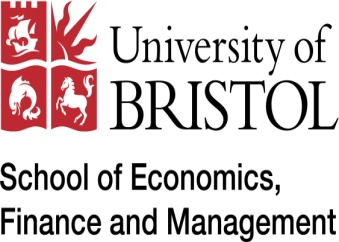 University of
BRISTOL
School of Economics,
Finance and Management